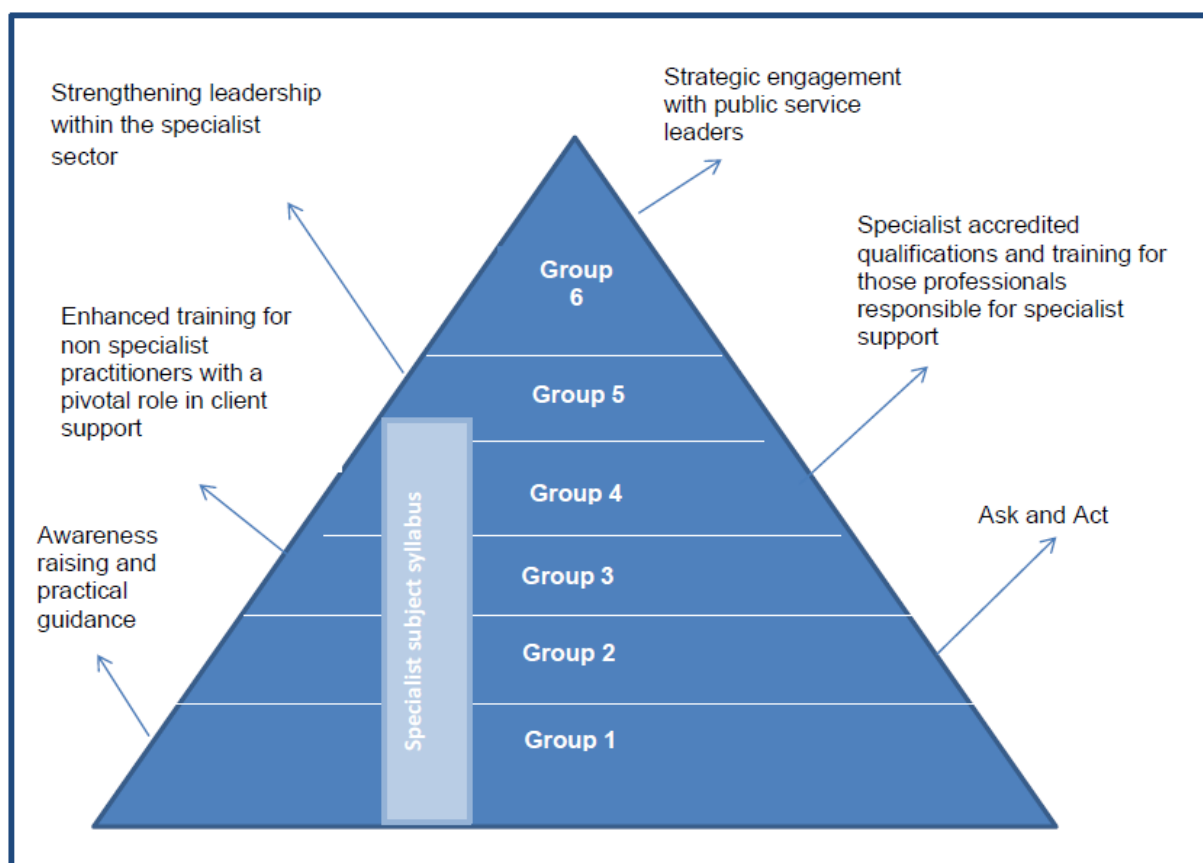 Strengthening leadership
within the specialist
sector
Strategic engagement
with public service
leaders
Specialist accredited
qualifications and training for
those professionals
responsible for specialist
support
Enhanced training for
non specialist
practitioners with a
pivotal role in client
support
Ask and Act
Awareness
raising and
practical
guidance
Group
6
Group 5
Group 4
Group 3
Group 2
Group 1
Specialist subject syllabus